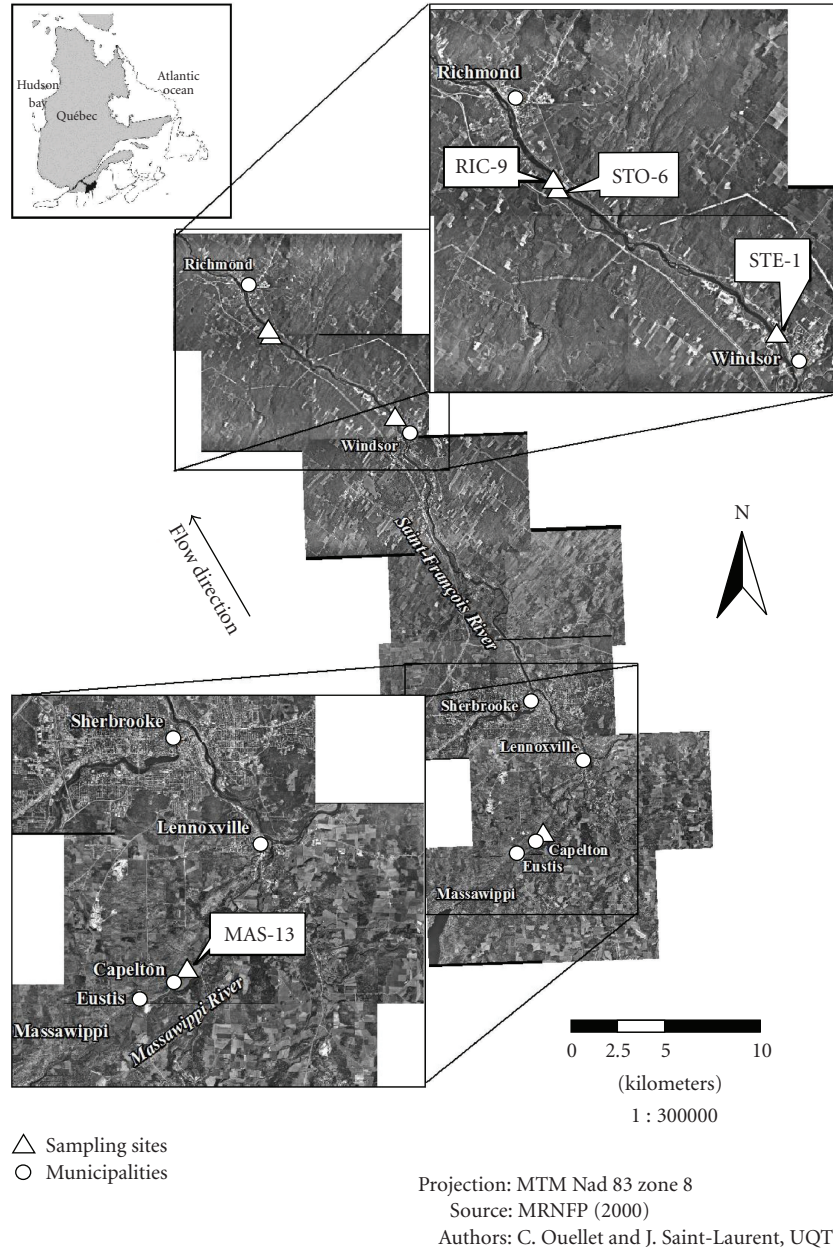 Hudson
bay
Atlantic
ocean
Québec
Richmond
RIC-9
STO-6
STE-1
Windsor
Richmond
Windsor
Flow direction
Saint-François River
N
Sherbrooke
Lennoxville
Capelton
Eustis
Massawippi
Sherbrooke
Lennoxville
MAS-13
Capelton
Eustis
Massawippi
Massawippi River
0 2.5 5 10
(kilometers)
1 : 300000
Sampling sites
Municipalities
Projection: MTM Nad 83 zone 8
Source: MRNFP (2000)
Authors: C. Ouellet and J. Saint-Laurent, UQT